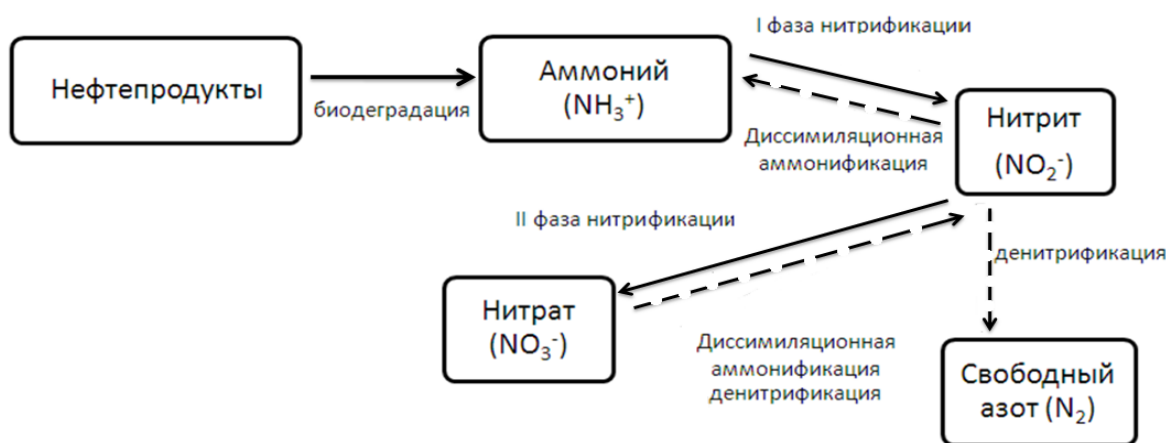 I фаза нитрификации
Нефтепродукты
биодеградация
Аммоний
(NH₃⁺)
Диссимиляционная
аммонификация
Нитрит
(NO₂⁻)
II фаза нитрификации
денитрификация
Нитрат
(NO₃⁻)
Диссимиляционная
аммонификация
денитрификация
Свободный
азот (N₂)